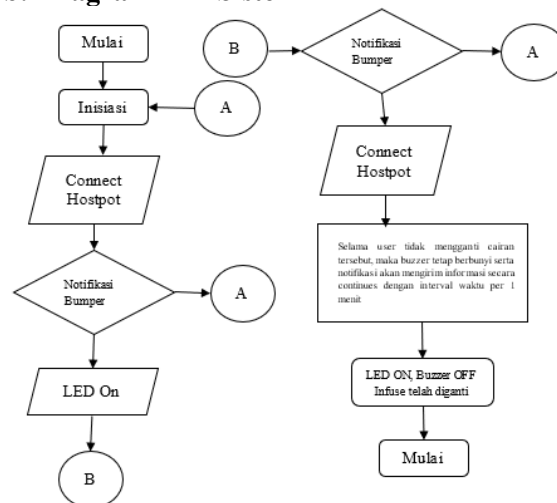 Mulai
Inisiasi
A
Connect
Hostpot
Notifikasi
Bumper
A
LED On
B
B
Notifikasi
Bumper
A
Connect
Hostpot
Selama user tidak mengganti cairan
tersebut, maka buzzer tetap berbunyi serta
notifikasi akan mengirim informasi secara
continues dengan interval waktu per 1
menit
LED ON, Buzzer OFF
Infuse telah diganti
Mulai